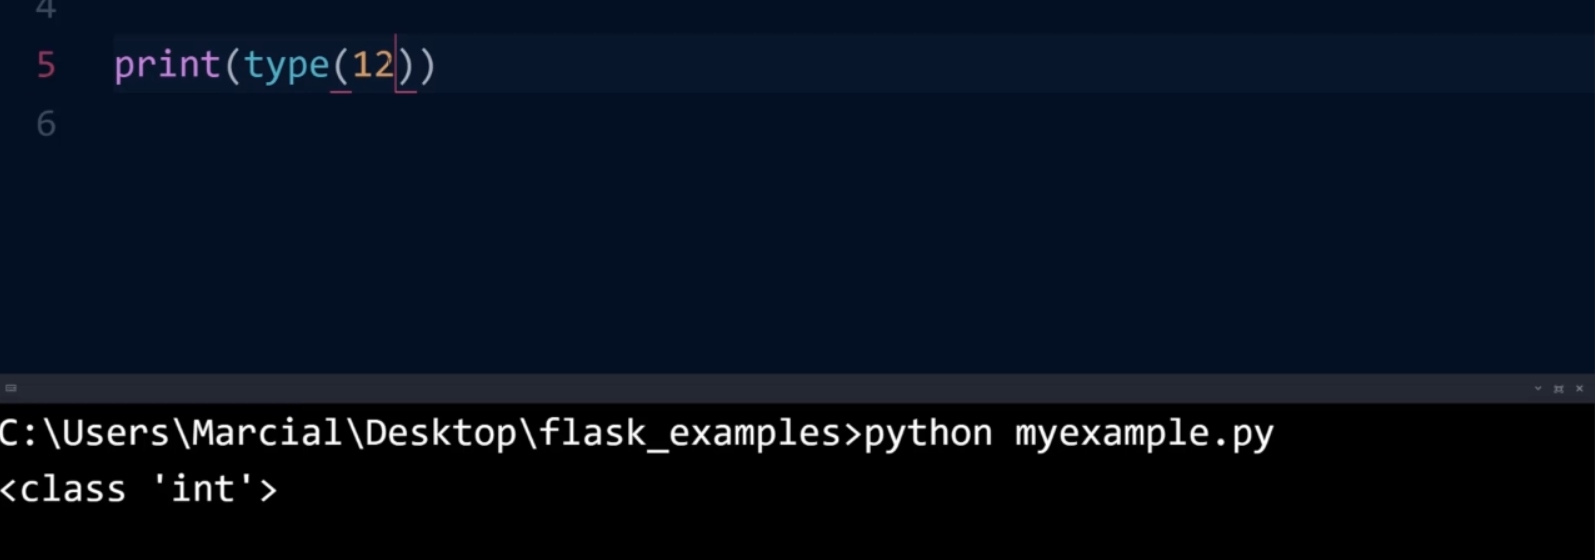 4
5 print(type(12))
6
C:\Users\Marcial\Desktop\flask_examples>python myexample.py
<class 'int'>